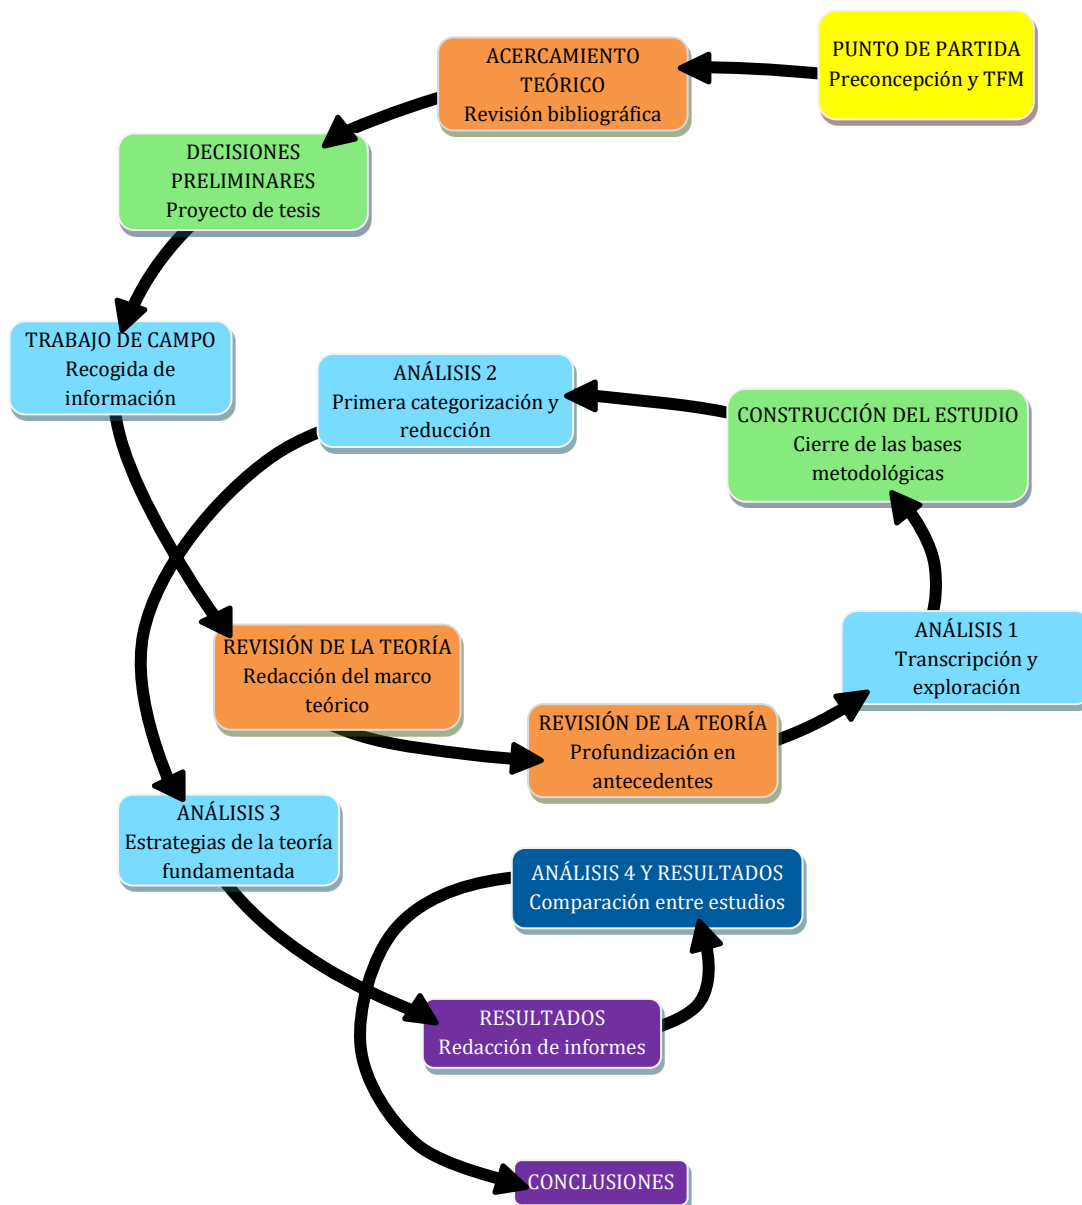 PUNTO DE PARTIDA
Preconcepción y TFM
ACERCAMIENTO
TEÓRICO
Revisión bibliográfica
DECISIONES
PRELIMINARES
Proyecto de tesis
TRABAJO DE CAMPO
Recogida de
información
REVISIÓN DE LA TEORÍA
Redacción del marco
teórico
REVISIÓN DE LA TEORÍA
Profundización en
antecedentes
ANÁLISIS 1
Transcripción y
exploración
CONSTRUCCIÓN DEL ESTUDIO
Cierre de las bases
metodológicas
ANÁLISIS 2
Primera categorización y
reducción
ANÁLISIS 3
Estrategias de la teoría
fundamentada
RESULTADOS
Redacción de informes
ANÁLISIS 4 Y RESULTADOS
Comparación entre estudios
CONCLUSIONES